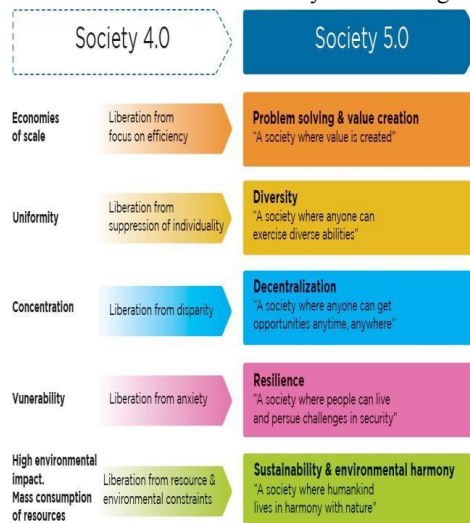 Society 4.0
Society 5.0
Economies
of scale
Liberation from
focus on efficiency
Problem solving & value creation
“A society where value is created”
Uniformity
Liberation from
suppression of individuality
Diversity
“A society where anyone can
exercise diverse abilities”
Concentration
Liberation from disparity
Decentralization
“A society where anyone can get
opportunities anytime, anywhere”
Vunerability
Liberation from anxiety
Resilience
“A society where people can live
and persue challenges in security”
High environmental
impact.
Mass consumption
of resources
Liberation from resource &
environmental constraints
Sustainability & environmental harmony
“A society where humankind
lives in harmony with nature”